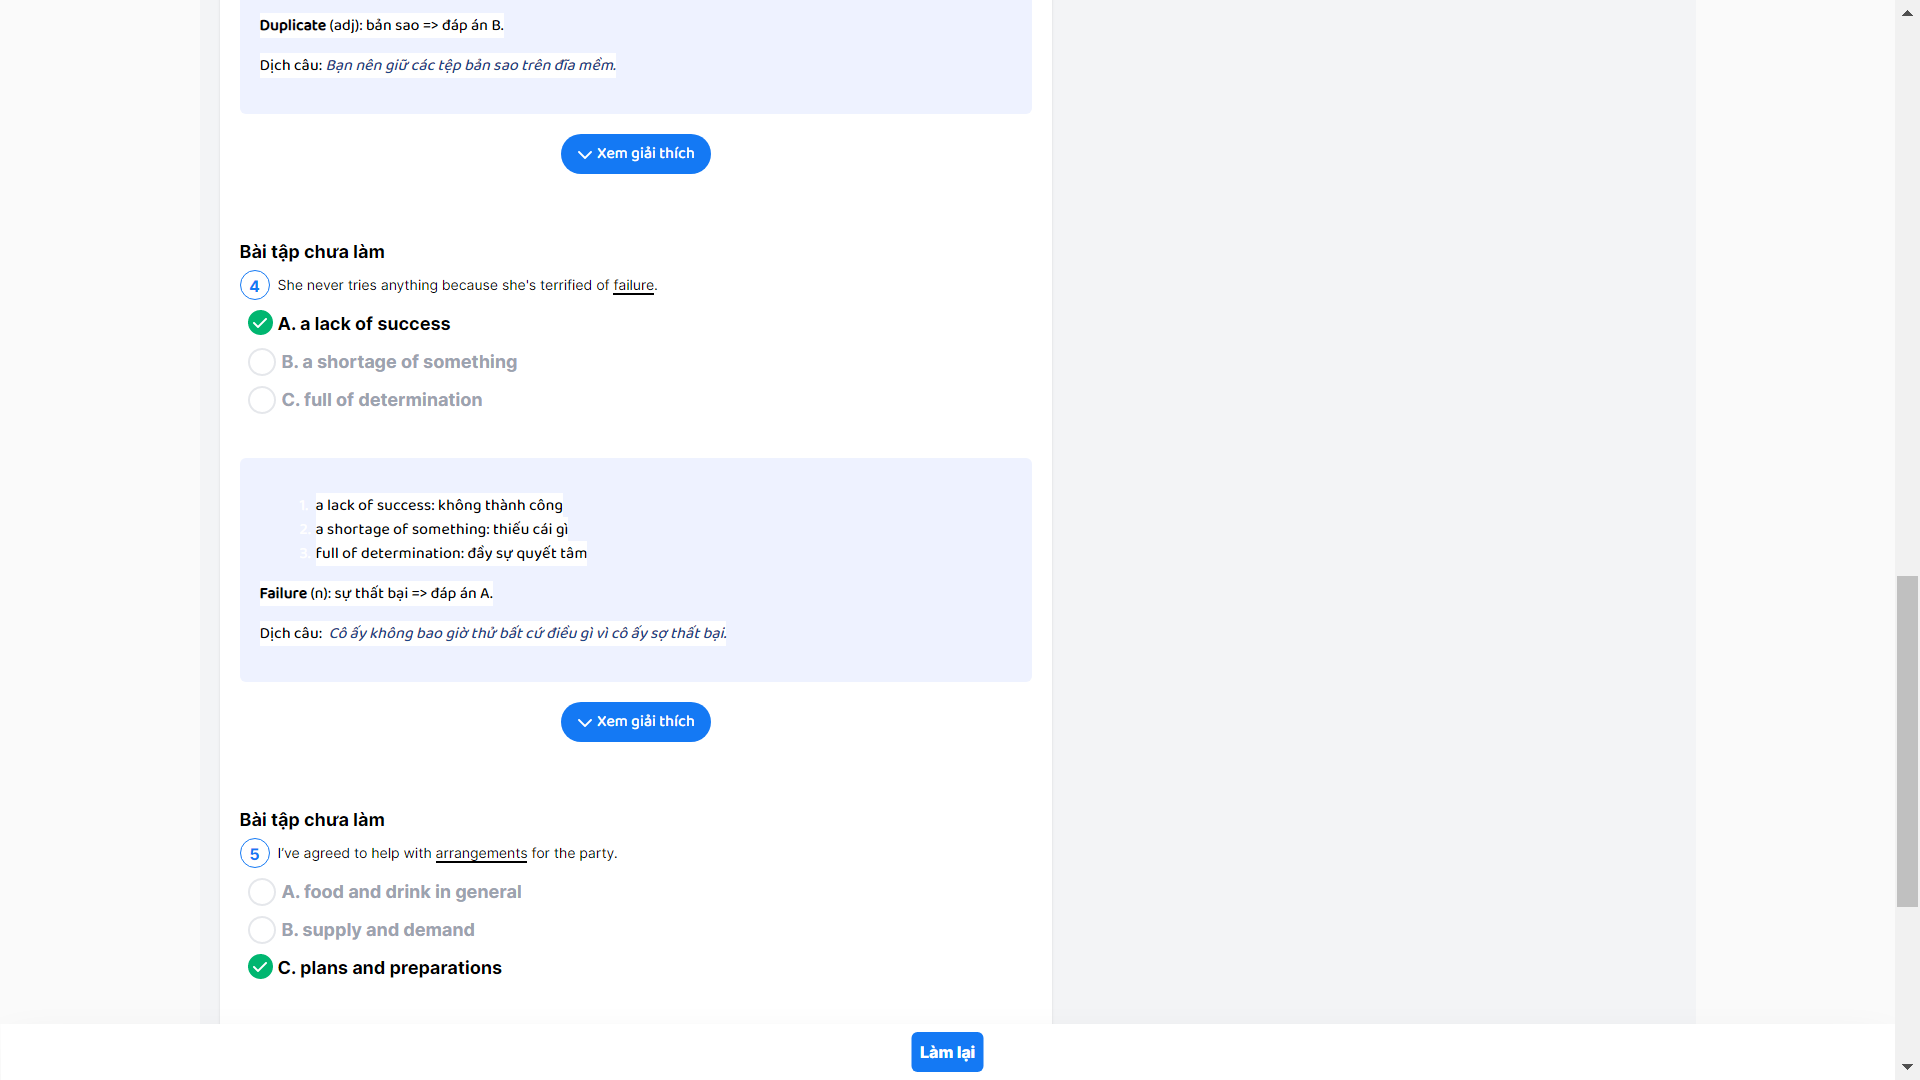 Duplicate (adj): bản sao => đáp án B.
Dịch câu: Bạn nên giữ các tệp bản sao trên đĩa mềm.
Xem giải thích
Bài tập chưa làm
4 She never tries anything because she's terrified of failure.
A. a lack of success
B. a shortage of something
C. full of determination
1. a lack of success: không thành công
2. a shortage of something: thiếu cái gì
3. full of determination: đầy sự quyết tâm
Failure (n): sự thất bại => đáp án A.
Dịch câu: Cô ấy không bao giờ thử bất cứ điều gì vì cô ấy sợ thất bại.
Xem giải thích
Bài tập chưa làm
5 I’ve agreed to help with arrangements for the party.
A. food and drink in general
B. supply and demand
C. plans and preparations
Làm lại